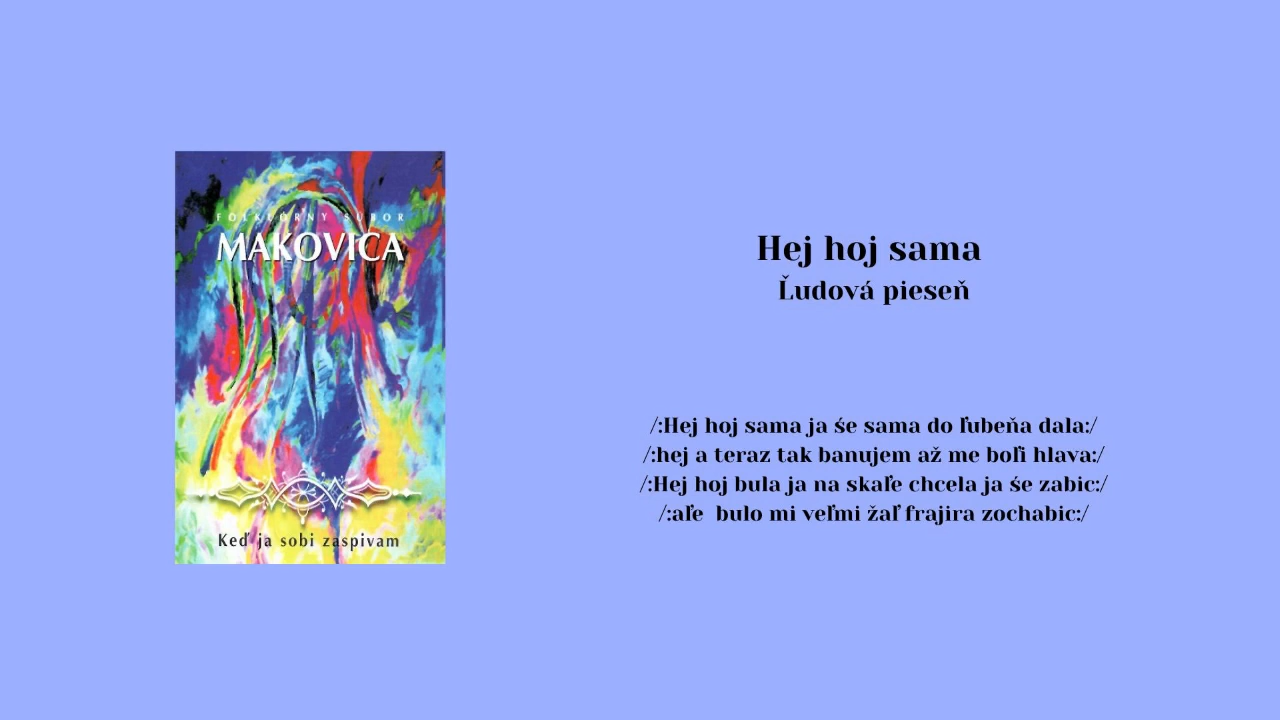 FOLKLÓRNY SÚBOR
MAKOVICA
Keď ja sobi zaspivam
Hej hoj sama
Ľudová pieseň
/:Hej hoj sama ja śe sama do ľubeňa dala:/
/:hej a teraz tak banujem až me boľi hlava:/
/:Hej hoj bula ja na skaľe chcela ja śe zabic:/
/:aľe  bulo mi veľmi žaľ frajira zochabic:/